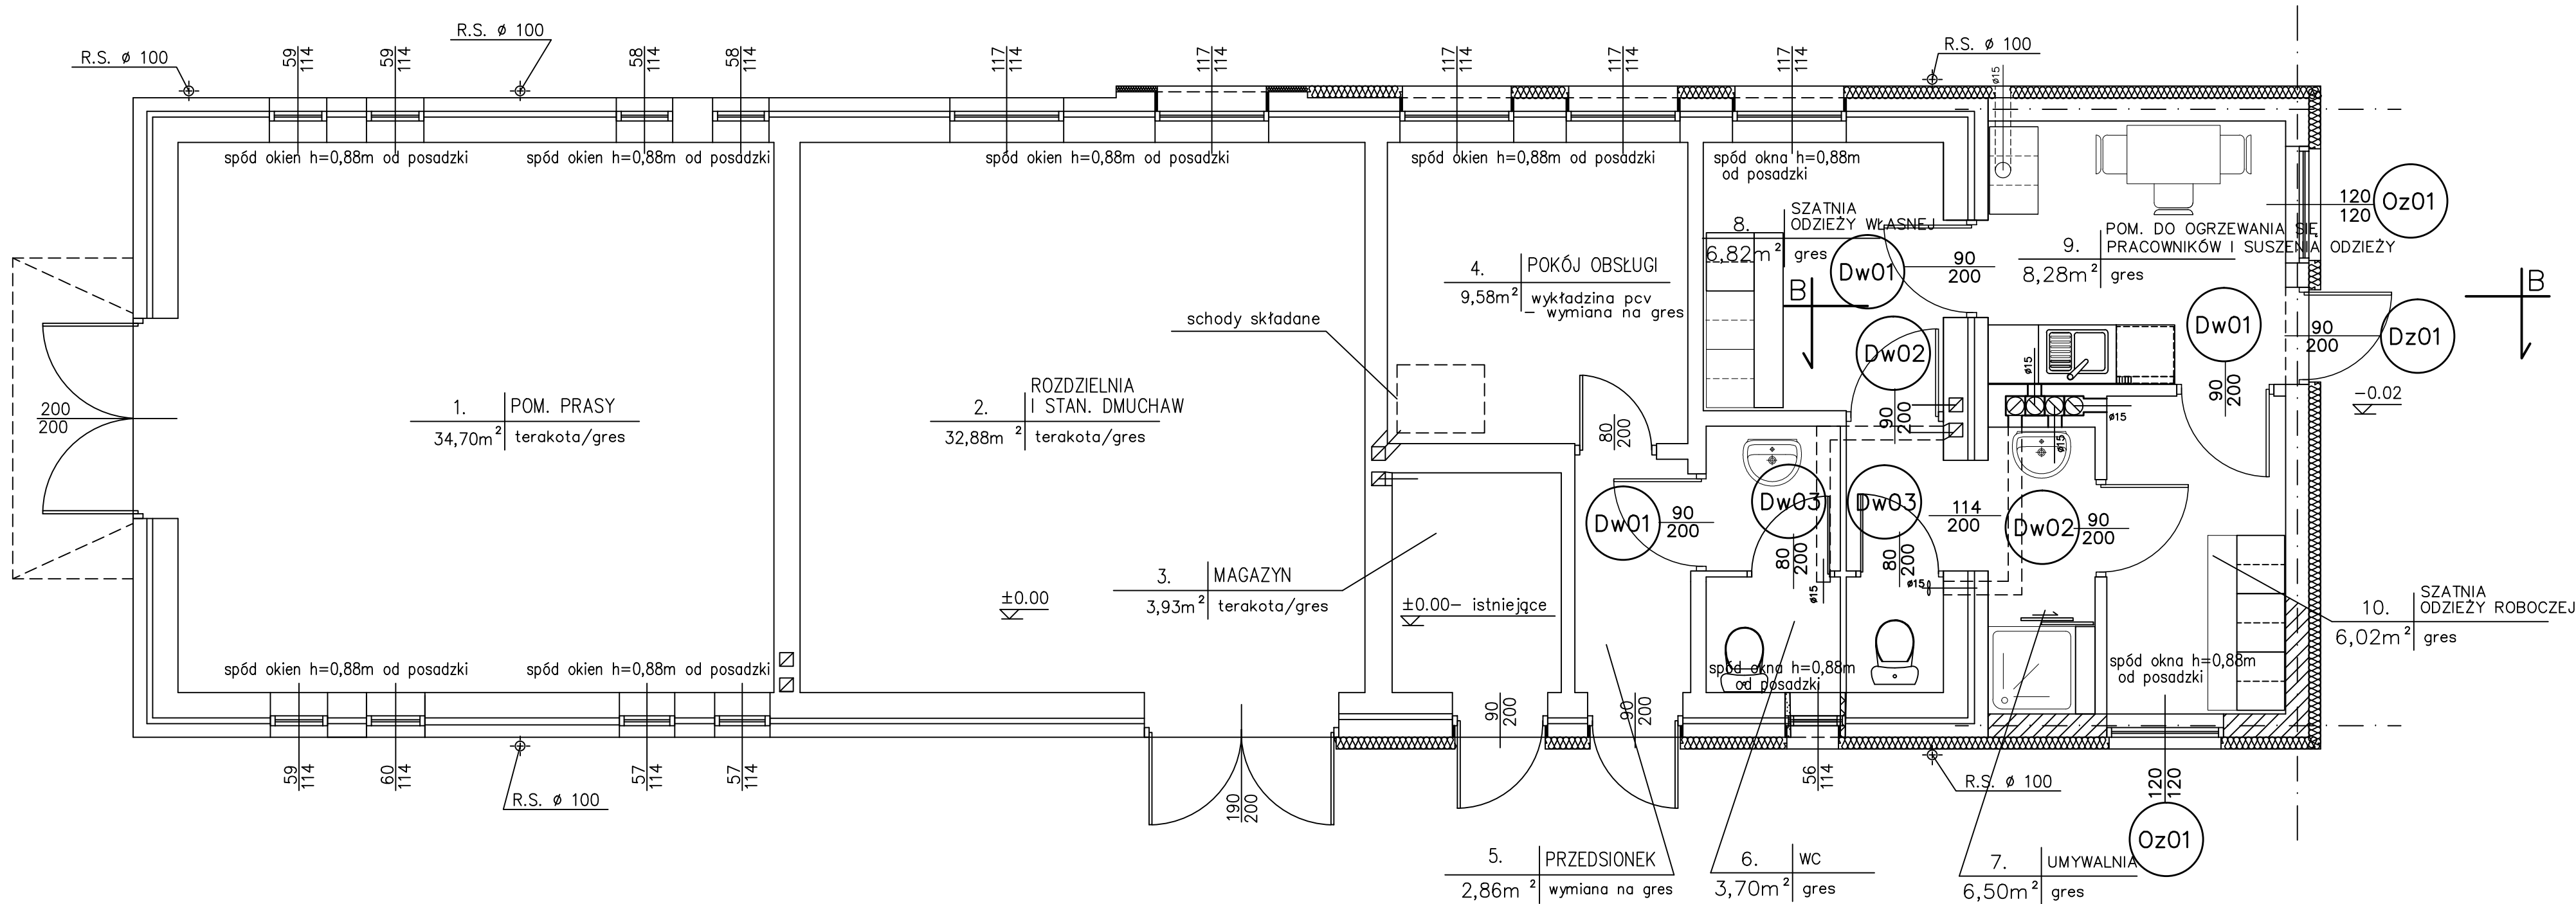 R.S. ø 100
R.S. ø 100
R.S. ø 100
59
114
59
114
58
114
58
114
117
114
117
114
117
114
117
114
117
114
ø15
spód okien h=0,88m od posadzki
spód okien h=0,88m od posadzki
spód okien h=0,88m od posadzki
spód okien h=0,88m od posadzki
spód okna h=0,88m
od posadzki
120
120
Oz01
8.
SZATNIA
ODZIEŻY WŁASNEJ
6,82m²
gres
9.
POM. DO OGRZEWANIA SIĘ
PRACOWNIKÓW I SUSZENIA ODZIEŻY
8,28m²
gres
Dw01
90
200
4.
POKÓJ OBSŁUGI
9,58m²
wykładzina pcv
– wymiana na gres
B
B
schody składane
Dw02
90
200
Dw01
90
200
90
200
Dz01
-0.02
ø15
ø15
ø15
200
200
1.
POM. PRASY
34,70m²
terakota/gres
2.
ROZDZIELNIA
I STAN. DMUCHAW
32,88m²
terakota/gres
80
200
Dw01
90
200
Dw03
80
200
Dw03
80
200
114
200
Dw02
90
200
ø15
ø15
3.
MAGAZYN
3,93m²
terakota/gres
±0.00
±0.00– istniejące
10.
SZATNIA
ODZIEŻY ROBOCZEJ
6,02m²
gres
spód okien h=0,88m od posadzki
spód okien h=0,88m od posadzki
spód okna h=0,88m
od posadzki
spód okna h=0,88m
od posadzki
90
200
90
200
59
114
60
114
57
114
57
114
190
200
56
114
120
120
R.S. ø 100
R.S. ø 100
Oz01
5.
PRZEDSIONEK
2,86m²
wymiana na gres
6.
WC
3,70m²
gres
7.
UMYWALNIA
6,50m²
gres